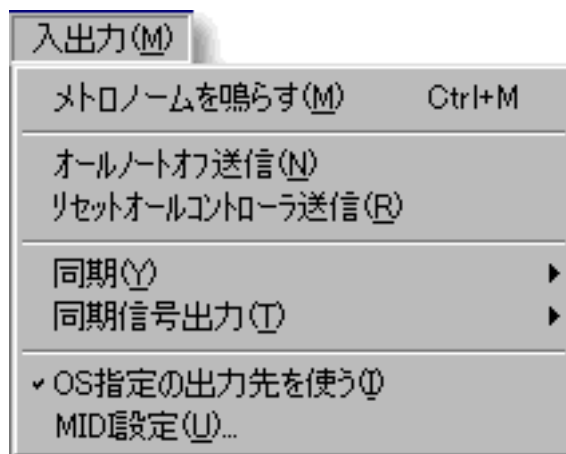 入出力(M)
メトロノームを鳴らす(M) Ctrl+M
オールノートオフ送信(N)
リセットオールコントローラ送信(R)
同期(Y)
同期信号出力(T)
OS指定の出力先を使う(I)
MIDI設定(U)...